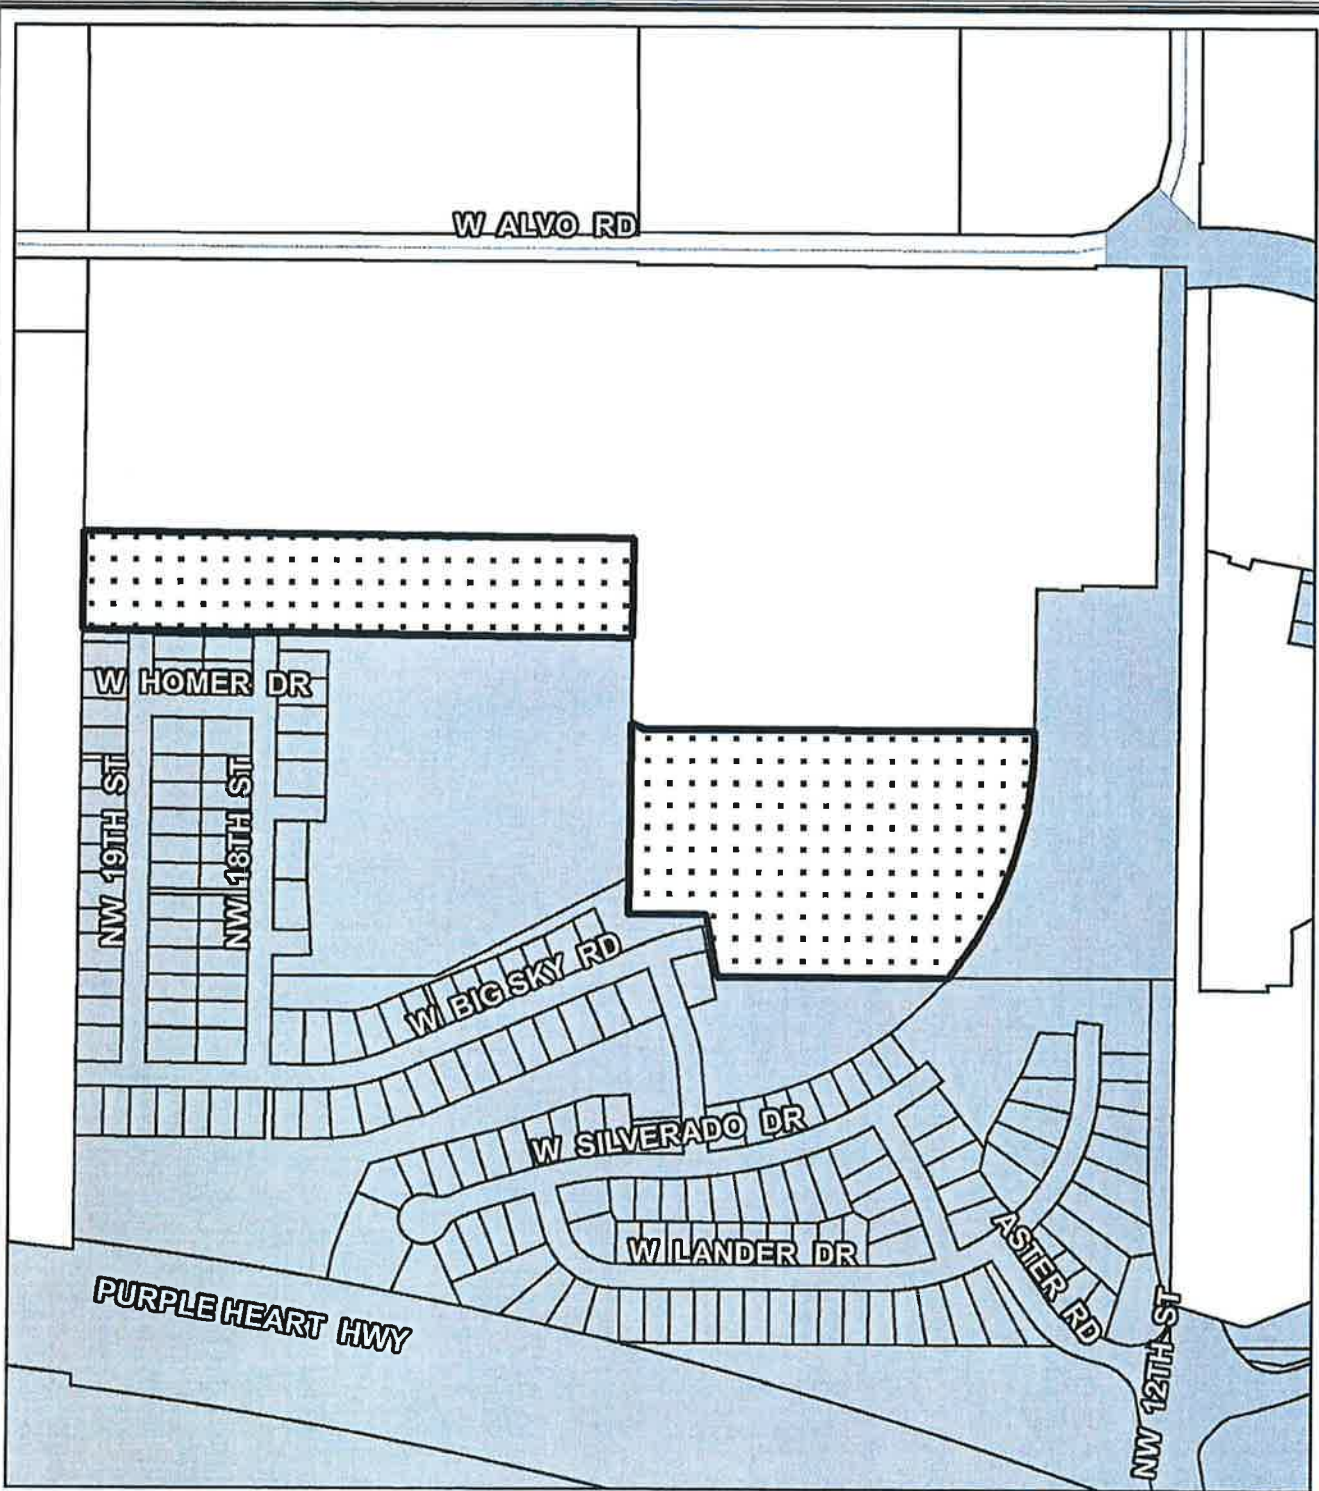 W ALVO RD
W HOMER DR
NW 19TH ST
NW 18TH ST
W BIG SKY RD
W SILVERADO DR
W LANDER DR
ASTER RD
PURPLE HEART HWY
NW 12TH ST